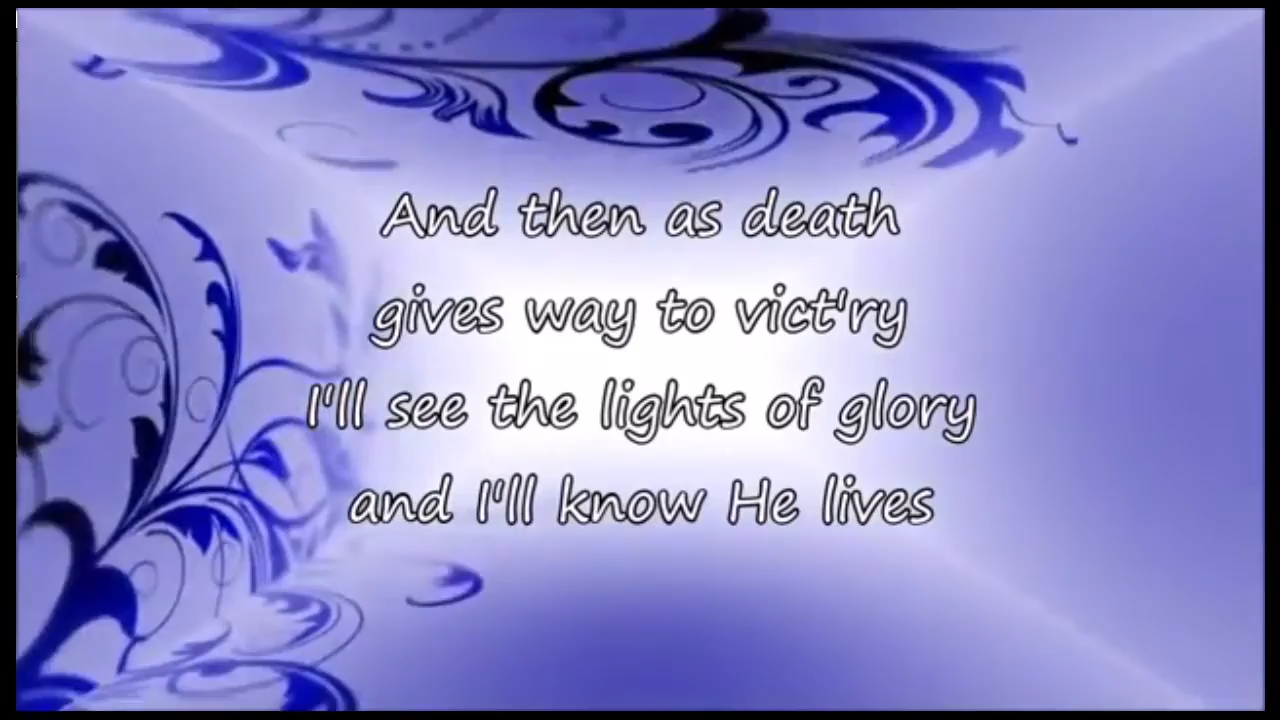 And then as death
gives way to vict'ry
I'll see the lights of glory
and I'll know He lives